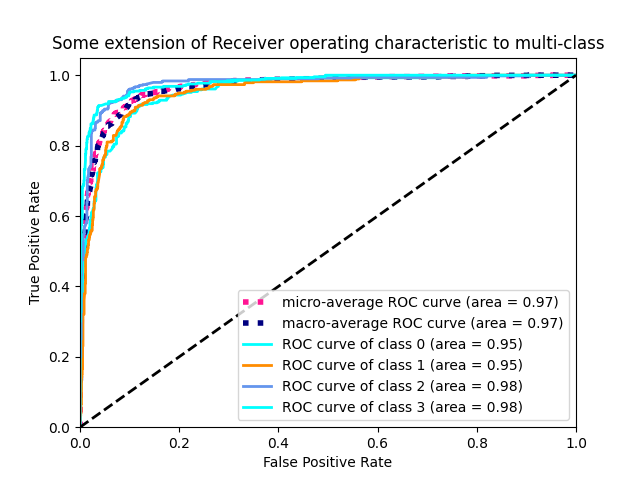 Some extension of Receiver operating characteristic to multi-class
1.0
0.8
0.6
0.4
0.2
0.0
True Positive Rate
micro-average ROC curve (area = 0.97)
macro-average ROC curve (area = 0.97)
ROC curve of class 0 (area = 0.95)
ROC curve of class 1 (area = 0.95)
ROC curve of class 2 (area = 0.98)
ROC curve of class 3 (area = 0.98)
0.0 0.2 0.4 0.6 0.8 1.0
False Positive Rate